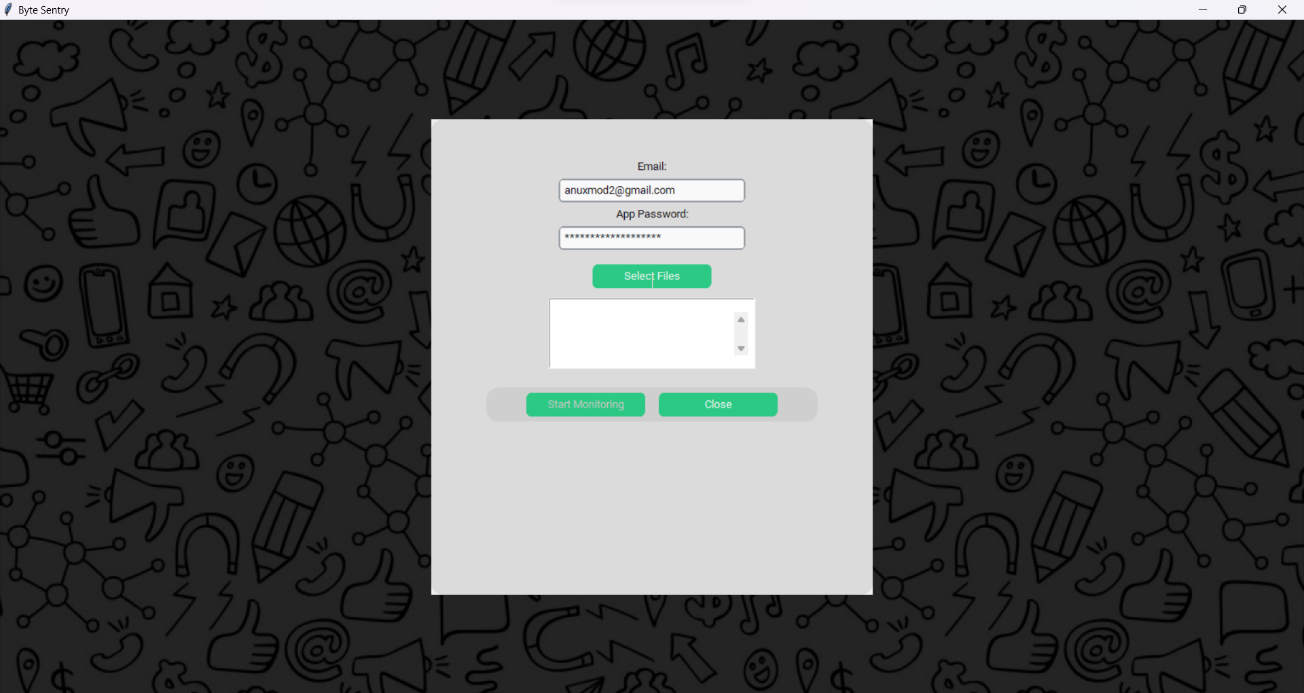 Byte Sentry
Email:
anuxmod2@gmail.com
App Password:
*******************
Select Files
Start Monitoring
Close